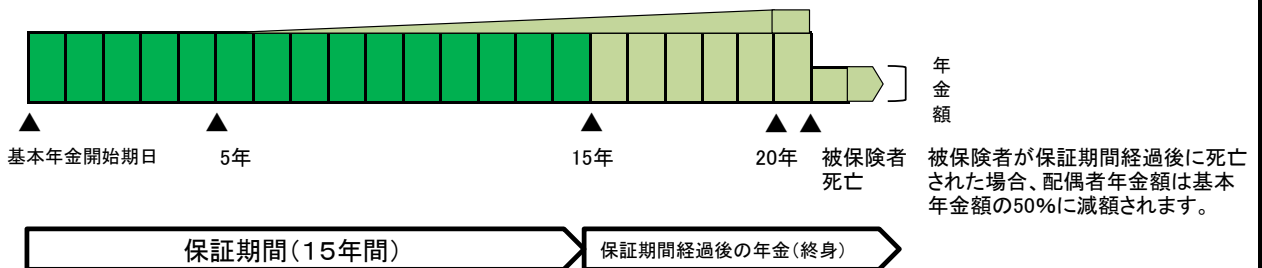 年
金
額
基本年金開始期日
5年
15年
20年
被保険者
死亡
被保険者が保証期間経過後に死亡
された場合、配偶者年金額は基本
年金額の50%に減額されます。
保証期間(15年間)
保証期間経過後の年金(終身)